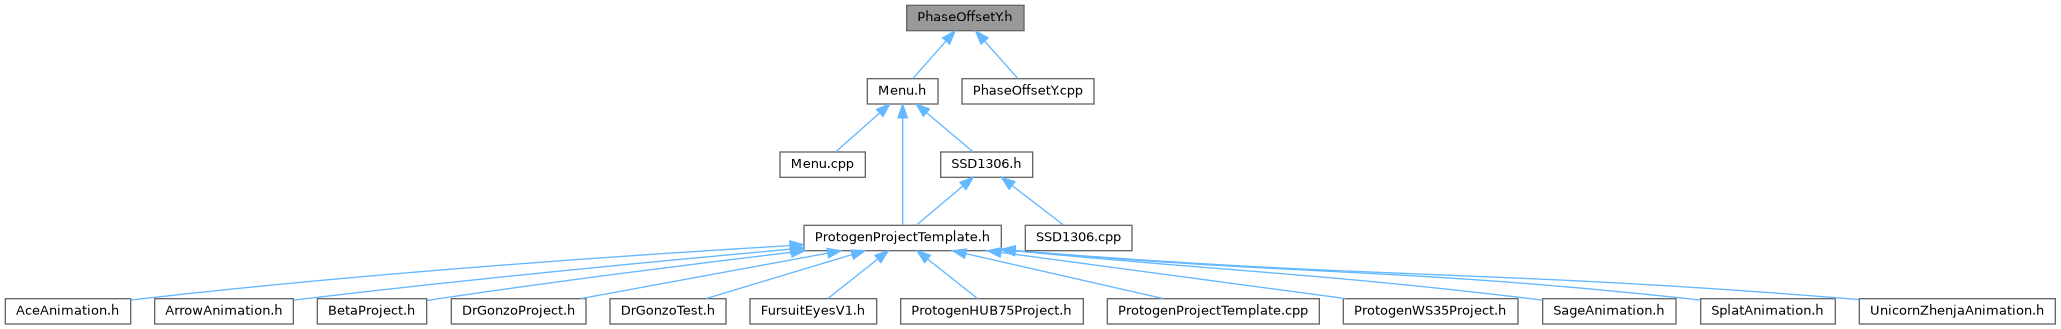 PhaseOffsetY.h
Menu.h
PhaseOffsetY.cpp
Menu.cpp
SSD1306.h
ProtogenProjectTemplate.h
SSD1306.cpp
AceAnimation.h
ArrowAnimation.h
BetaProject.h
DrGonzoProject.h
DrGonzoTest.h
FursuitEyesV1.h
ProtogenHUB75Project.h
ProtogenProjectTemplate.cpp
ProtogenWS35Project.h
SageAnimation.h
SplatAnimation.h
UnicornZhenjaAnimation.h